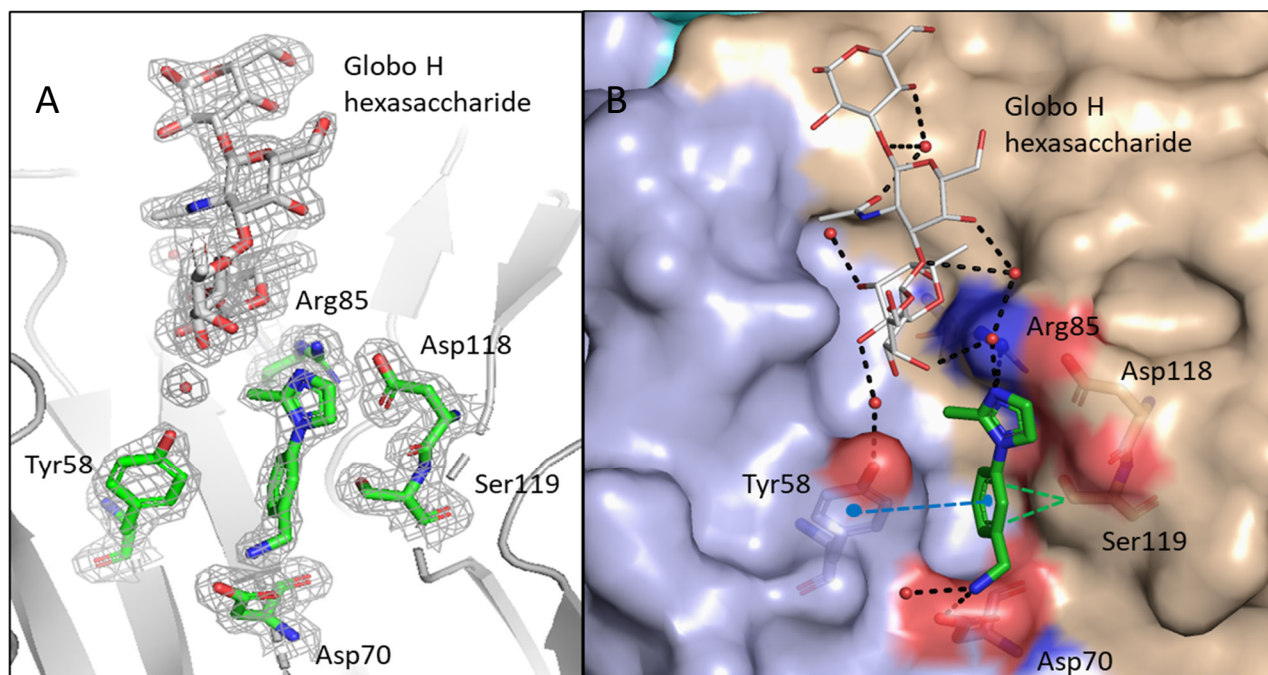 A
Globo H
hexasaccharide
Arg85
Asp118
Tyr58
Ser119
Asp70
B
Globo H
hexasaccharide
Arg85
Asp118
Tyr58
Ser119
Asp70